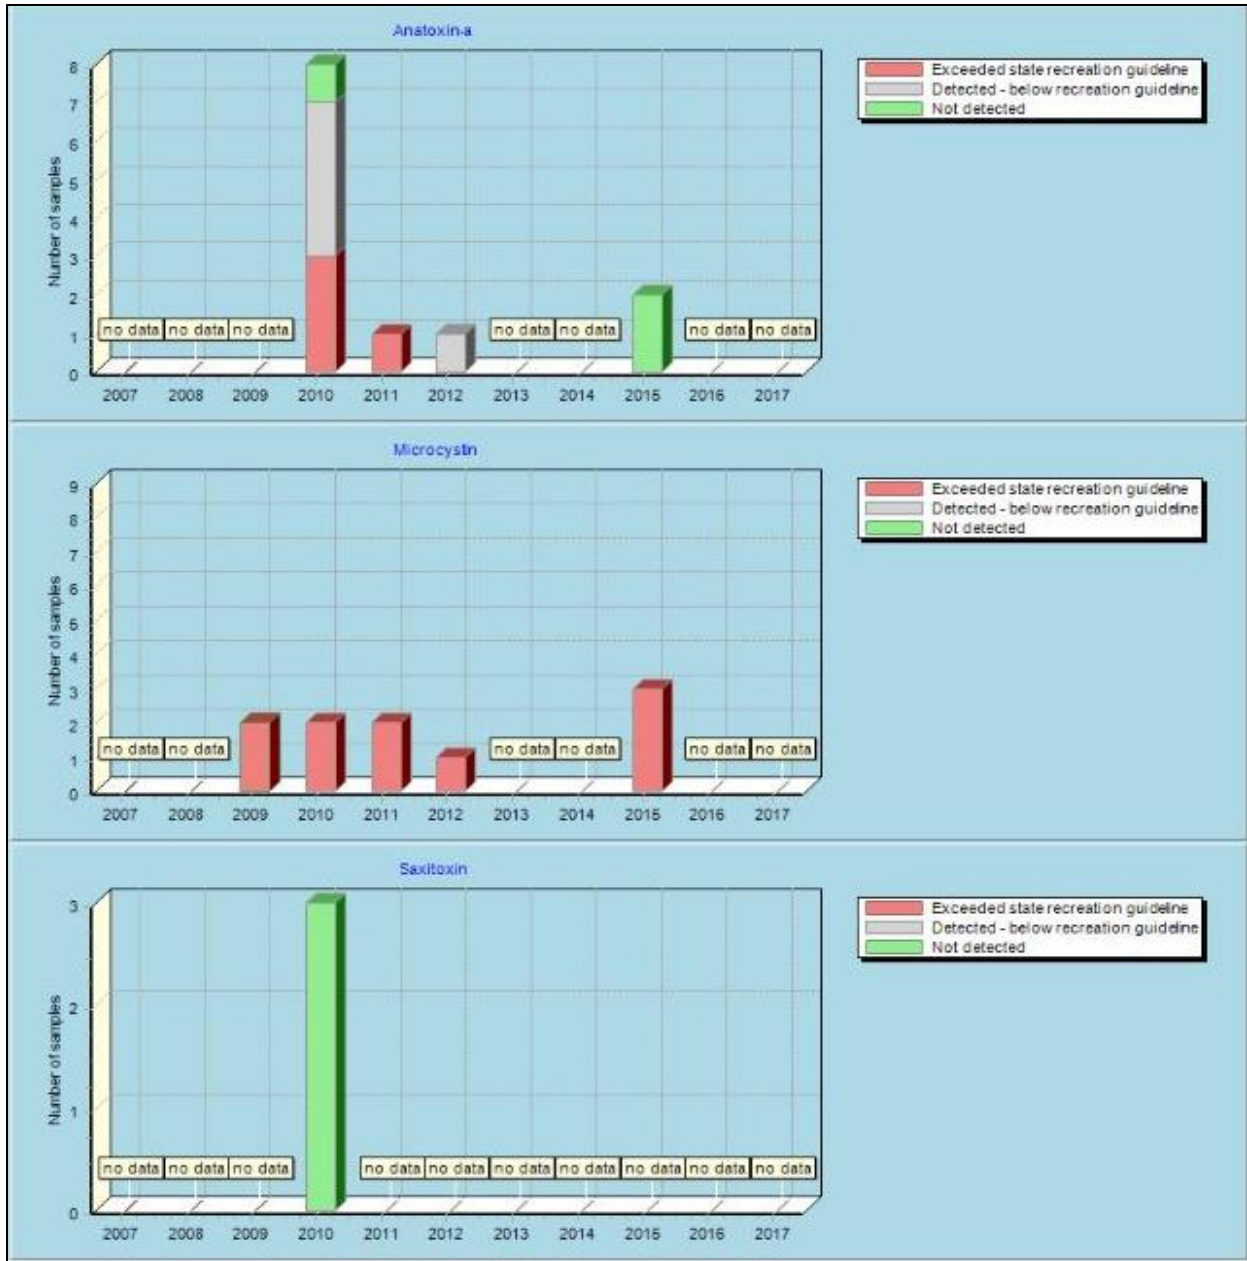 Anatoxin-a
Exceeded state recreation guideline
Detected - below recreation guideline
Not detected
Number of samples
8
7
6
5
4
3
2
1
0
no data no data no data no data no data no data no data
2007 2008 2009 2010 2011 2012 2013 2014 2015 2016 2017
Microcystin
Exceeded state recreation guideline
Detected - below recreation guideline
Not detected
Number of samples
9
8
7
6
5
4
3
2
1
0
no data no data no data no data no data no data
2007 2008 2009 2010 2011 2012 2013 2014 2015 2016 2017
Saxitoxin
Exceeded state recreation guideline
Detected - below recreation guideline
Not detected
Number of samples
3
2
1
0
no data no data no data no data no data no data no data no data no data no data
2007 2008 2009 2010 2011 2012 2013 2014 2015 2016 2017